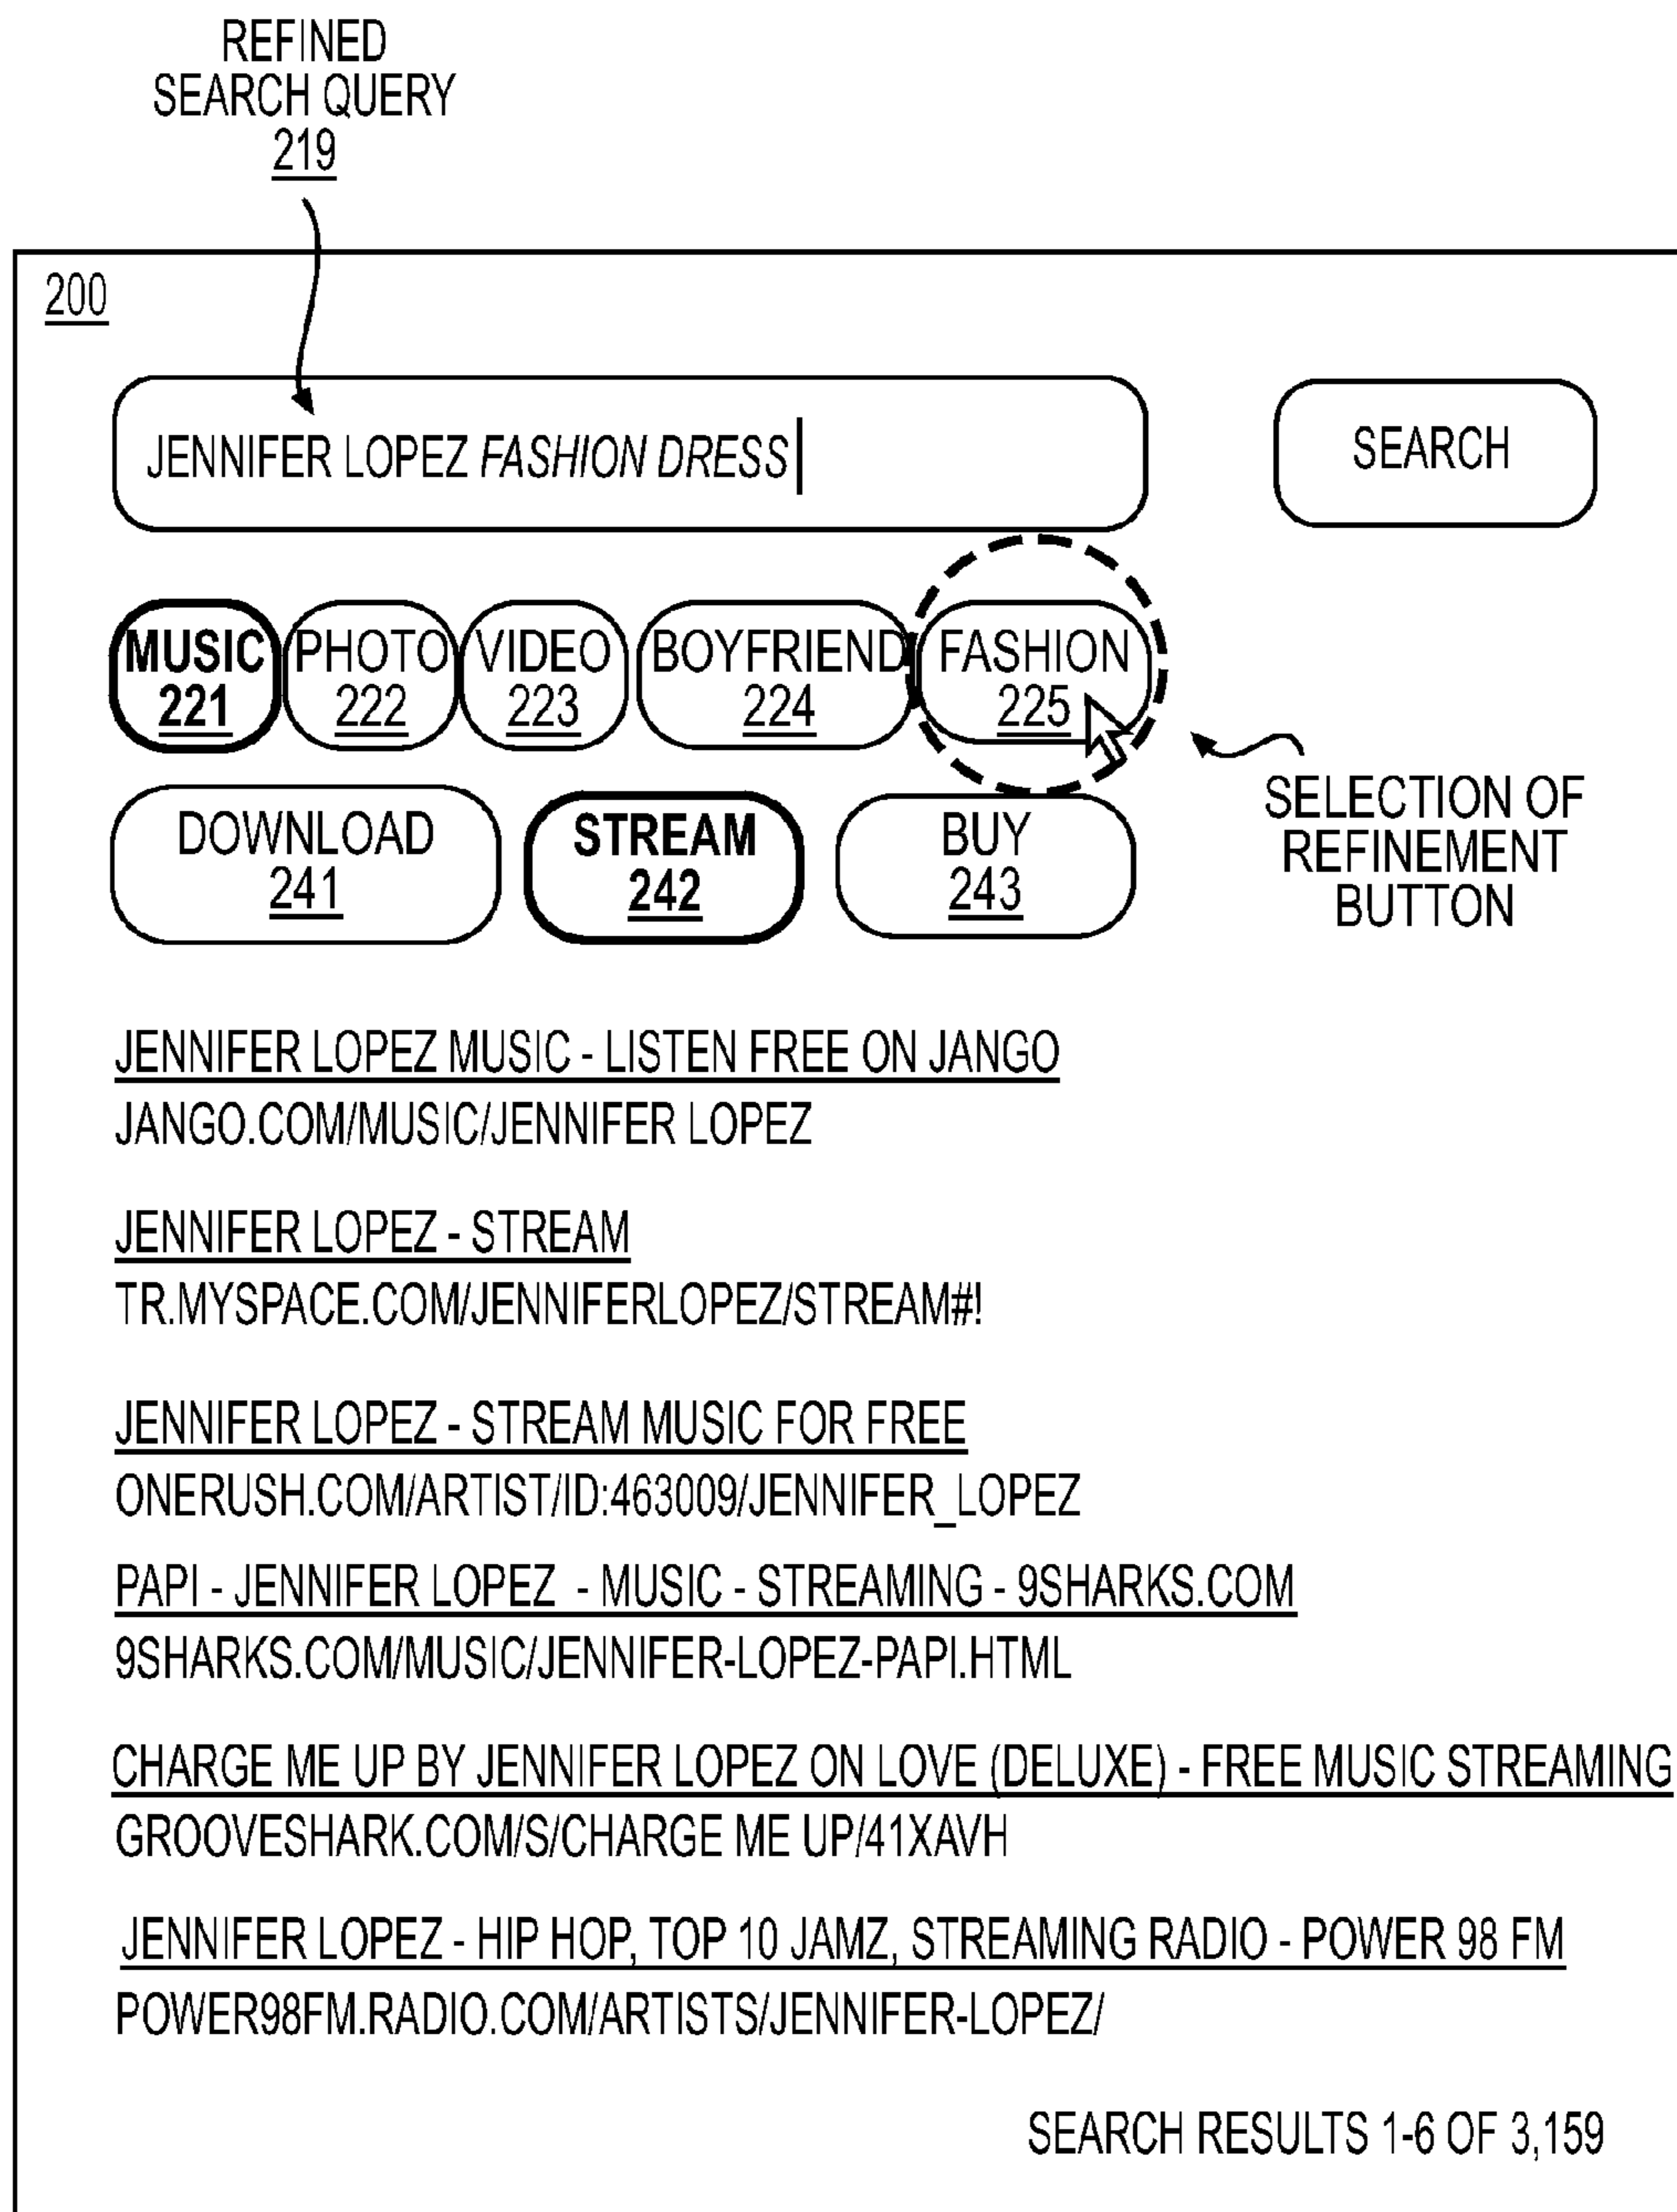 REFINED
SEARCH QUERY
219
200
JENNIFER LOPEZ FASHION DRESS
SEARCH
MUSIC PHOTO VIDEO BOYFRIEND FASHION
221 222 223 224 225
SELECTION OF
REFINEMENT
BUTTON
DOWNLOAD STREAM BUY
241 242 243
JENNIFER LOPEZ MUSIC - LISTEN FREE ON JANGO
JANGO.COM/MUSIC/JENNIFER LOPEZ
JENNIFER LOPEZ - STREAM
TR.MYSPACE.COM/JENNIFERLOPEZ/STREAM#!
JENNIFER LOPEZ - STREAM MUSIC FOR FREE
ONERUSH.COM/ARTIST/ID:463009/JENNIFER_LOPEZ
PAPI - JENNIFER LOPEZ - MUSIC - STREAMING - 9SHARKS.COM
9SHARKS.COM/MUSIC/JENNIFER-LOPEZ-PAPI.HTML
CHARGE ME UP BY JENNIFER LOPEZ ON LOVE (DELUXE) - FREE MUSIC STREAMING
GROOVESHARK.COM/S/CHARGE ME UP/41XAVH
JENNIFER LOPEZ - HIP HOP, TOP 10 JAMZ, STREAMING RADIO - POWER 98 FM
POWER98FM.RADIO.COM/ARTISTS/JENNIFER-LOPEZ/
SEARCH RESULTS 1-6 OF 3,159